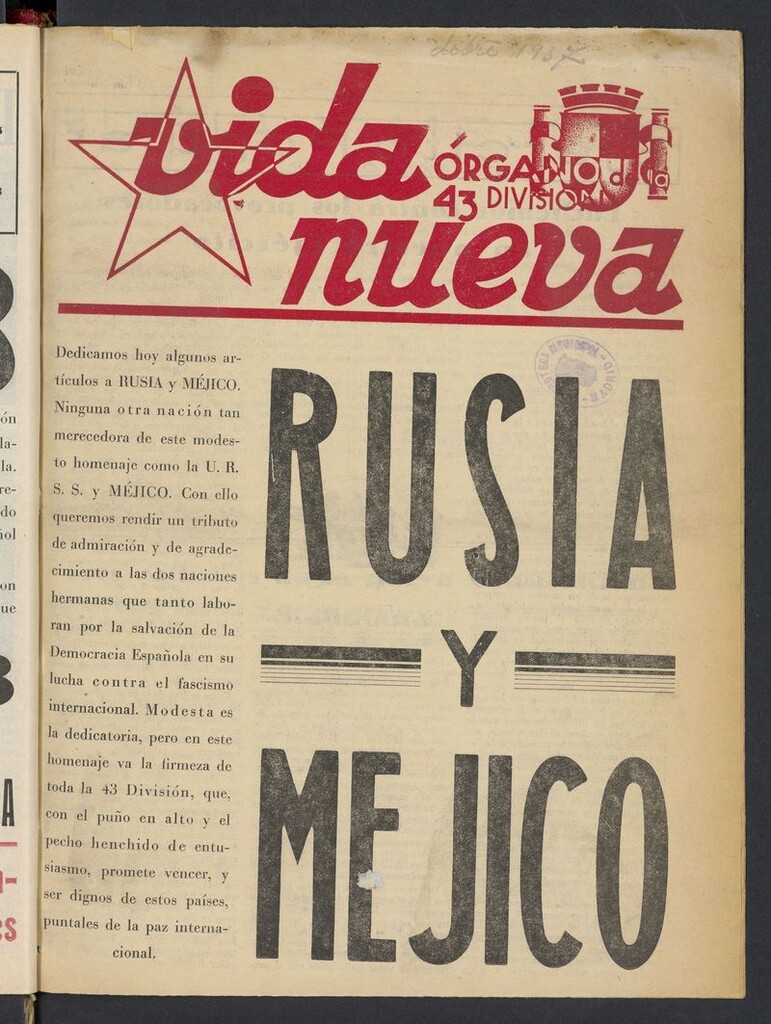 dcbre 1937
vida
ÓRGANO de la
43 DIVISIÓN
nueva
Dedicamos hoy algunos ar-
tículos a RUSIA y MÉJICO.
Ninguna otra nación tan
merecedora de este modes-
to homenaje como la U. R.
S. S. y MÉJICO. Con ello
queremos rendir un tributo
de admiración y de agrade-
cimiento a las dos naciones
hermanas que tanto labo-
ran por la salvación de la
Democracia Española en su
lucha contra el fascismo
internacional. Modesta es
la dedicatoria, pero en este
homenaje va la firmeza de
toda la 43 División, que,
con el puño en alto y el
pecho henchido de entu-
siasmo, promete vencer, y
ser dignos de estos países,
puntales de la paz interna-
cional.
RUSIA
Y
MEJICO